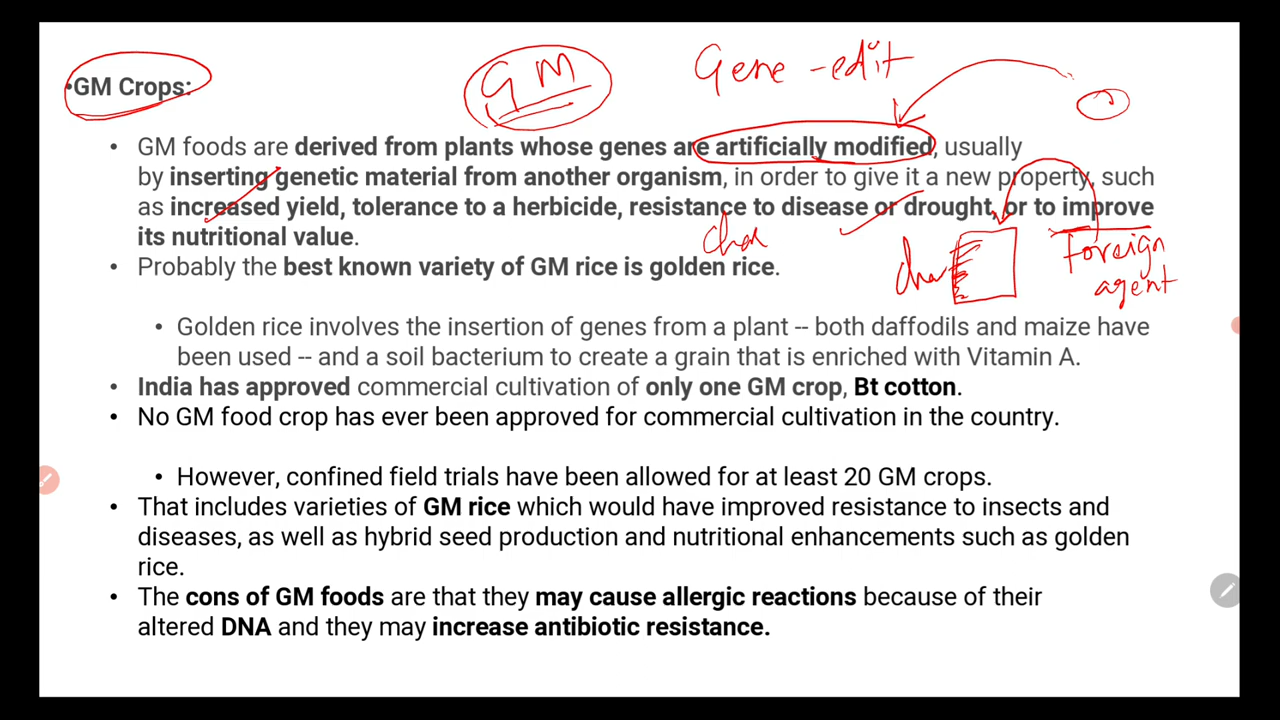 GM
Gene-edit
•GM Crops:
• GM foods are derived from plants whose genes are artificially modified, usually
by inserting genetic material from another organism, in order to give it a new property, such
as increased yield, tolerance to a herbicide, resistance to disease or drought, or to improve
its nutritional value.
Foreign
agent
• Probably the best known variety of GM rice is golden rice.
• Golden rice involves the insertion of genes from a plant -- both daffodils and maize have
been used -- and a soil bacterium to create a grain that is enriched with Vitamin A.
• India has approved commercial cultivation of only one GM crop, Bt cotton.
• No GM food crop has ever been approved for commercial cultivation in the country.
• However, confined field trials have been allowed for at least 20 GM crops.
• That includes varieties of GM rice which would have improved resistance to insects and
diseases, as well as hybrid seed production and nutritional enhancements such as golden
rice.
• The cons of GM foods are that they may cause allergic reactions because of their
altered DNA and they may increase antibiotic resistance.